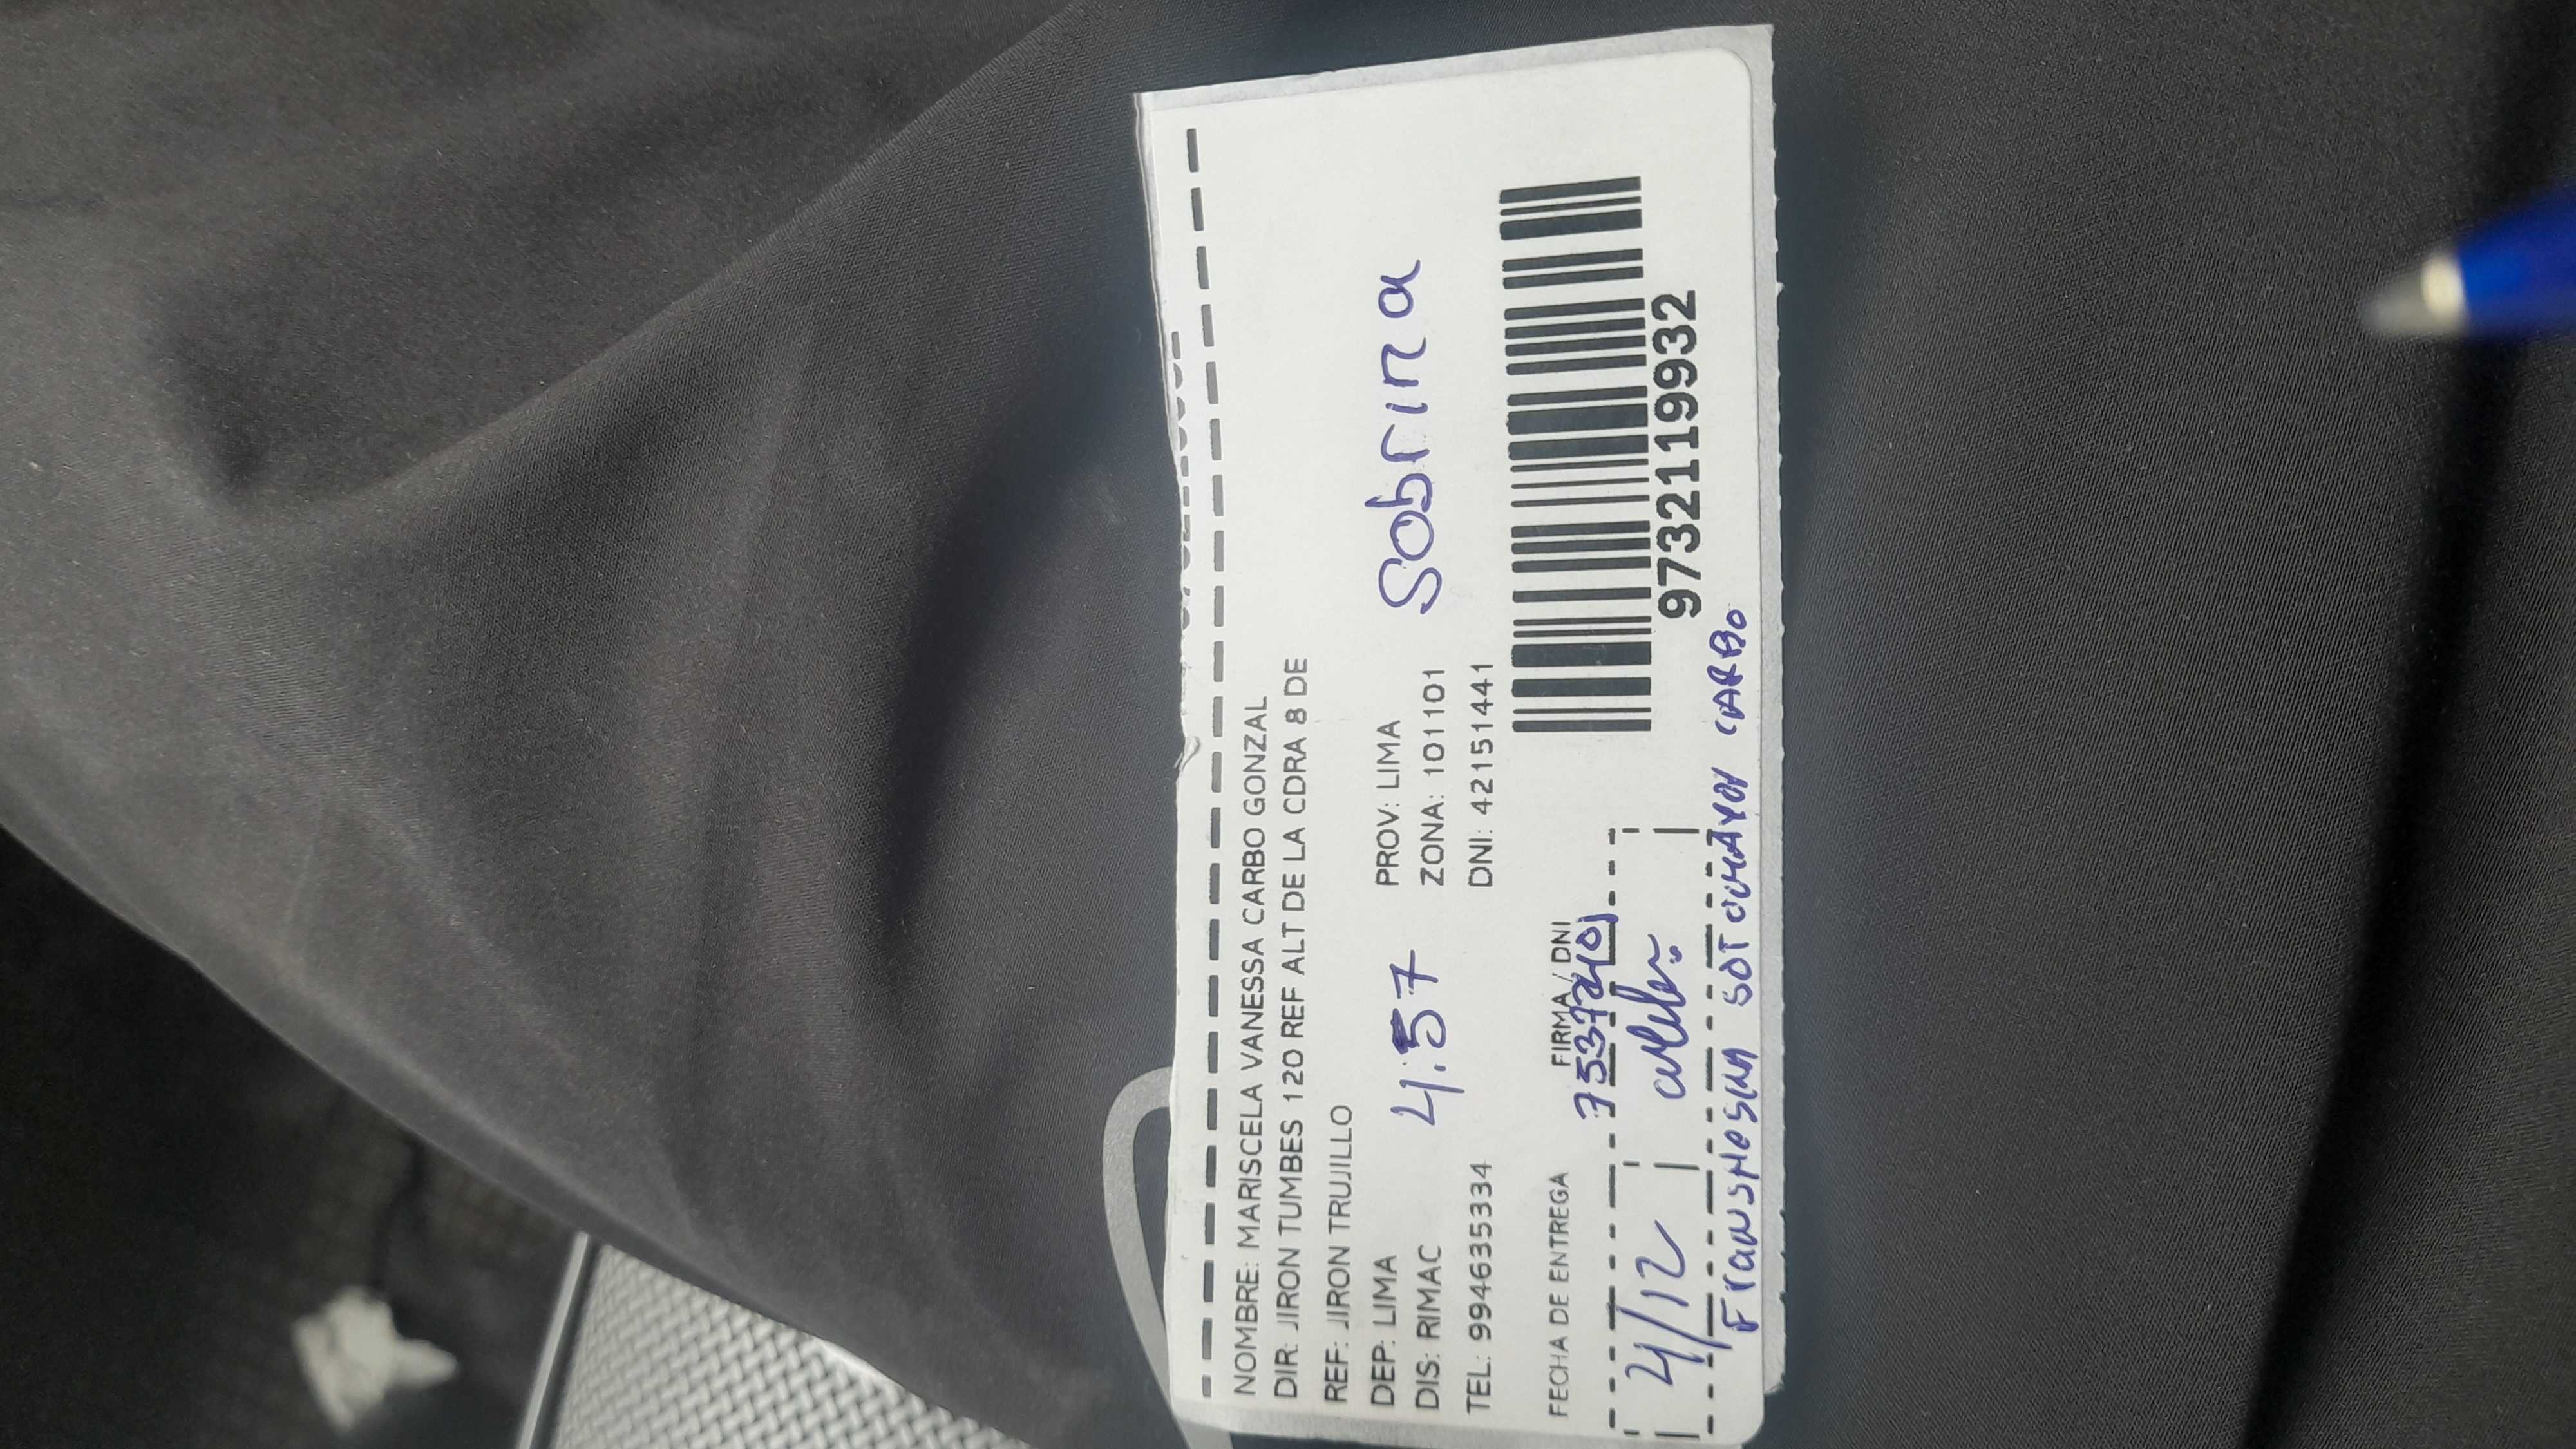 NOMBRE: MARISCELA VANESSA CARBO GONZAL
DIR: JIRON TUMBES 120 REF ALT DE LA CDRA 8 DE
REF: JIRON TRUJILLO
DEP: LIMA PROV: LIMA
DIS: RIMAC 4:57 ZONA: 101101 Sobrina
TEL: 994635334 DNI: 42151441
FECHA DE ENTREGA FIRMA / DNI
4/12
9732119932
SOTOMAYOR CARBO